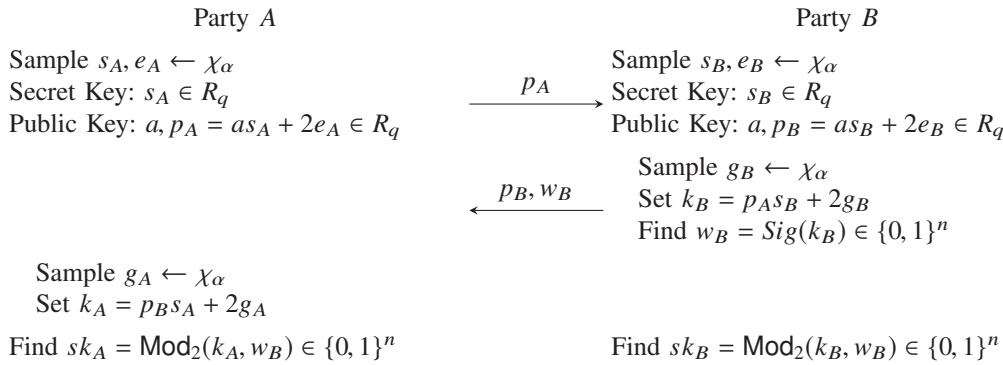 Party A Party B
Sample s_A, e_A ← χ_α Sample s_B, e_B ← χ_α
Secret Key: s_A ∈ R_q p_A Secret Key: s_B ∈ R_q
Public Key: a, p_A = as_A + 2e_A ∈ R_q Public Key: a, p_B = as_B + 2e_B ∈ R_q
Sample g_B ← χ_α
p_B, w_B Set k_B = p_A s_B + 2g_B
Find w_B = Sig(k_B) ∈ {0, 1}^n
Sample g_A ← χ_α
Set k_A = p_B s_A + 2g_A
Find sk_A = Mod_2(k_A, w_B) ∈ {0, 1}^n Find sk_B = Mod_2(k_B, w_B) ∈ {0, 1}^n